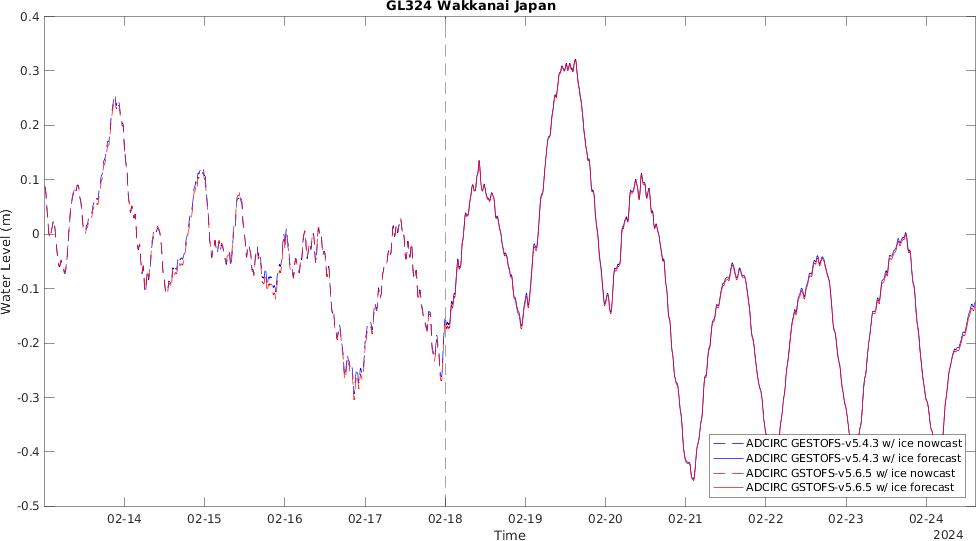 GL324 Wakkanai Japan
Water Level (m)
0.4
0.3
0.2
0.1
0
-0.1
-0.2
-0.3
-0.4
-0.5
ADCIRC GESTOFS-v5.4.3 w/ ice nowcast
ADCIRC GESTOFS-v5.4.3 w/ ice forecast
ADCIRC GSTOFS-v5.6.5 w/ ice nowcast
ADCIRC GSTOFS-v5.6.5 w/ ice forecast
02-14 02-15 02-16 02-17 02-18 02-19 02-20 02-21 02-22 02-23 02-24
Time
2024